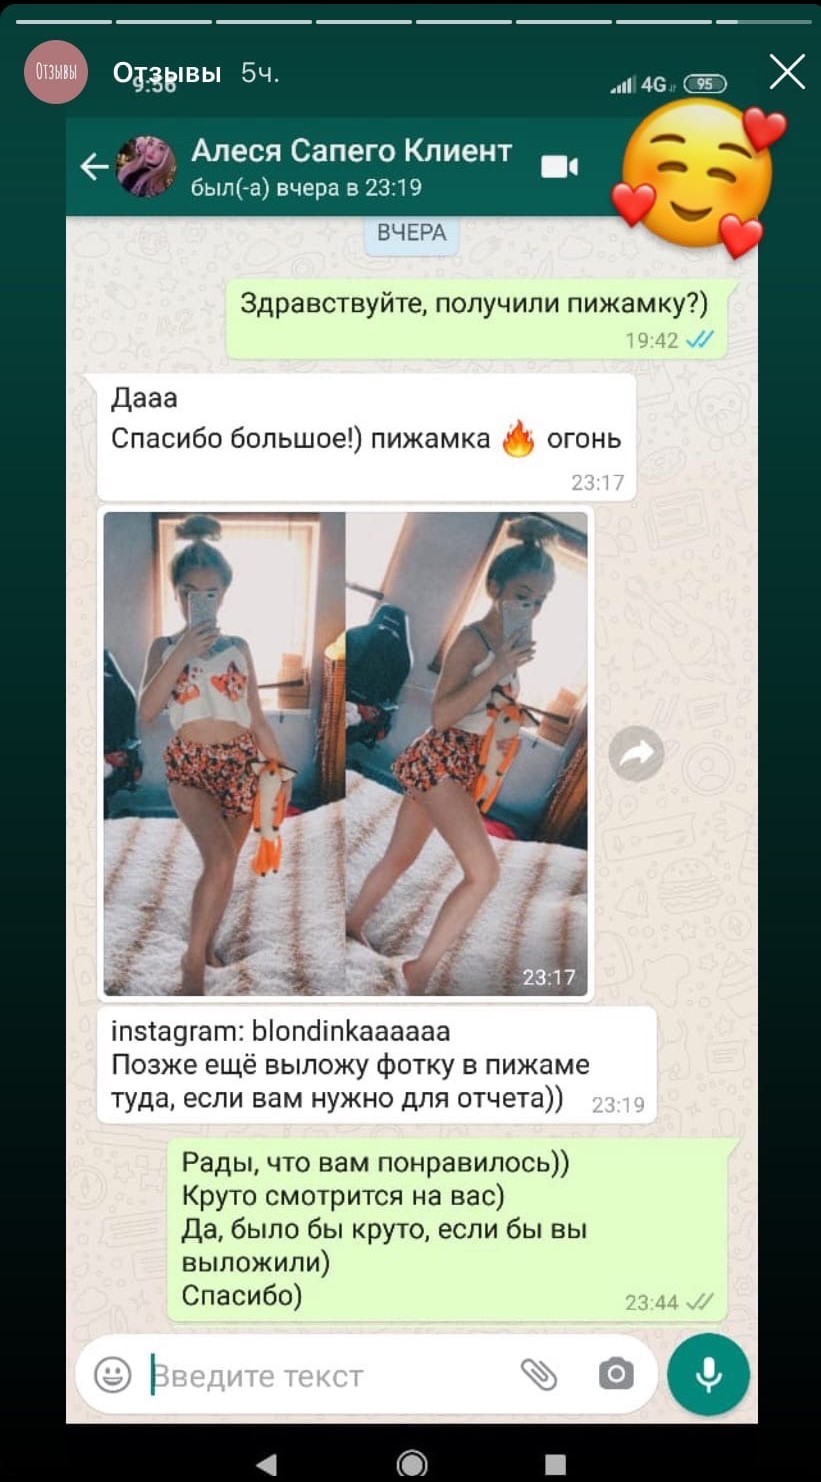 Отзывы
Отзывы 5ч.
9:56
4G 95
Алеся Сапего Клиент
был(-а) вчера в 23:19
ВЧЕРА
Здравствуйте, получили пижамку?)
19:42
Дааа
Спасибо большое!) пижамка 🔥 огонь
23:17
23:17
instagram: blondinkaaaaaa
Позже ещё выложу фотку в пижаме
туда, если вам нужно для отчета))
23:19
Рады, что вам понравилось))
Круто смотрится на вас)
Да, было бы круто, если бы вы
выложили)
Спасибо)
23:44
Введите текст